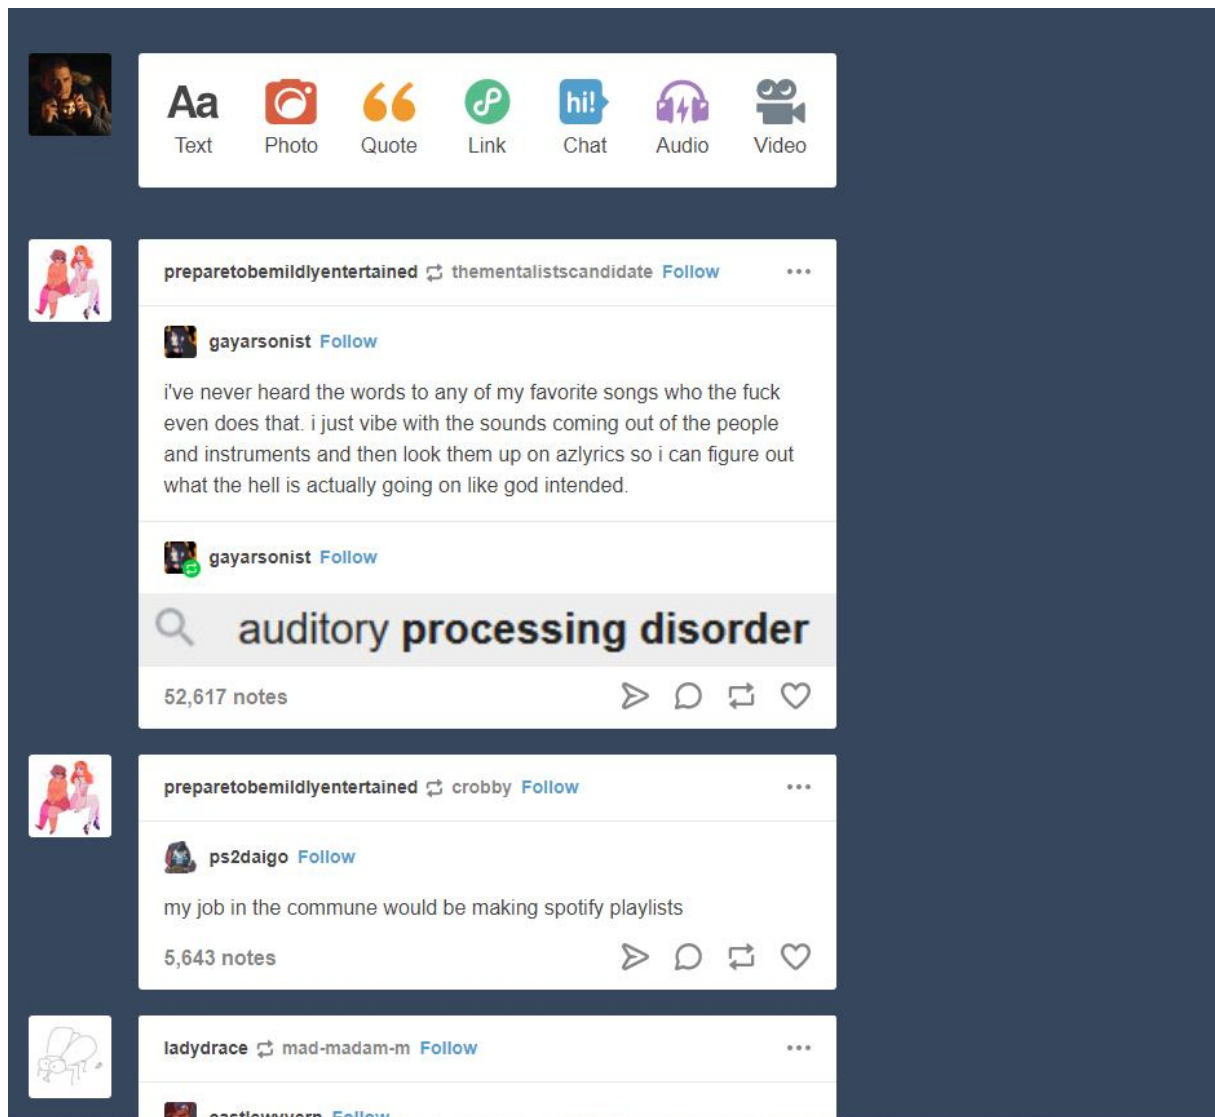 Aa
hi!
Text Photo Quote Link Chat Audio Video
preparetobemildlyentertained thementalistscandidate Follow
gayarsonist Follow
i've never heard the words to any of my favorite songs who the fuck
even does that. i just vibe with the sounds coming out of the people
and instruments and then look them up on azlyrics so i can figure out
what the hell is actually going on like god intended.
gayarsonist Follow
auditory processing disorder
52,617 notes
preparetobemildlyentertained crobby Follow
ps2daigo Follow
my job in the commune would be making spotify playlists
5,643 notes
ladydrace mad-madam-m Follow
castlewyvern Follow